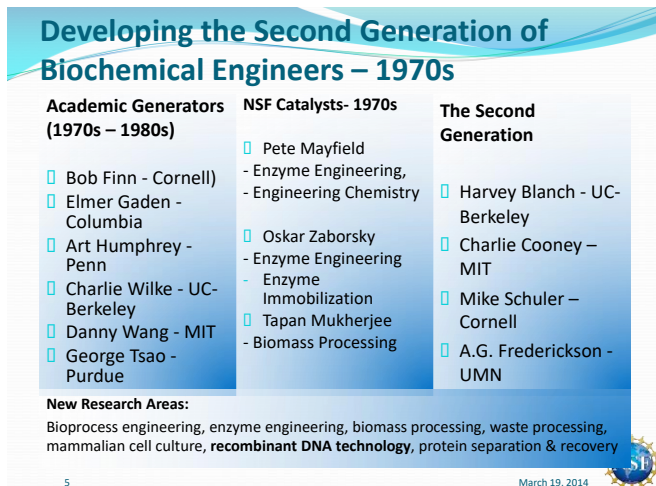 Developing the Second Generation of
Biochemical Engineers – 1970s
Academic Generators
(1970s – 1980s)
Bob Finn - Cornell)
Elmer Gaden -
Columbia
Art Humphrey -
Penn
Charlie Wilke - UC-
Berkeley
Danny Wang - MIT
George Tsao -
Purdue
NSF Catalysts- 1970s
Pete Mayfield
- Enzyme Engineering,
- Engineering Chemistry
Oskar Zaborsky
- Enzyme Engineering
- Enzyme
Immobilization
Tapan Mukherjee
- Biomass Processing
The Second
Generation
Harvey Blanch - UC-
Berkeley
Charlie Cooney –
MIT
Mike Schuler –
Cornell
A.G. Frederickson -
UMN
New Research Areas:
Bioprocess engineering, enzyme engineering, biomass processing, waste processing,
mammalian cell culture, recombinant DNA technology, protein separation & recovery
5
March 19, 2014
NSF